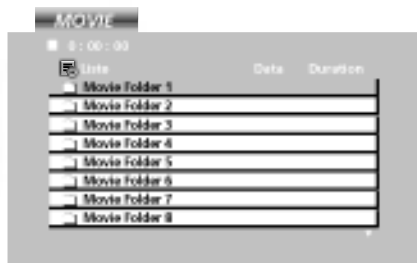 MOVIE
0 : 00 : 00
Liste Data Duration
Movie Folder 1
Movie Folder 2
Movie Folder 3
Movie Folder 4
Movie Folder 5
Movie Folder 6
Movie Folder 7
Movie Folder 8